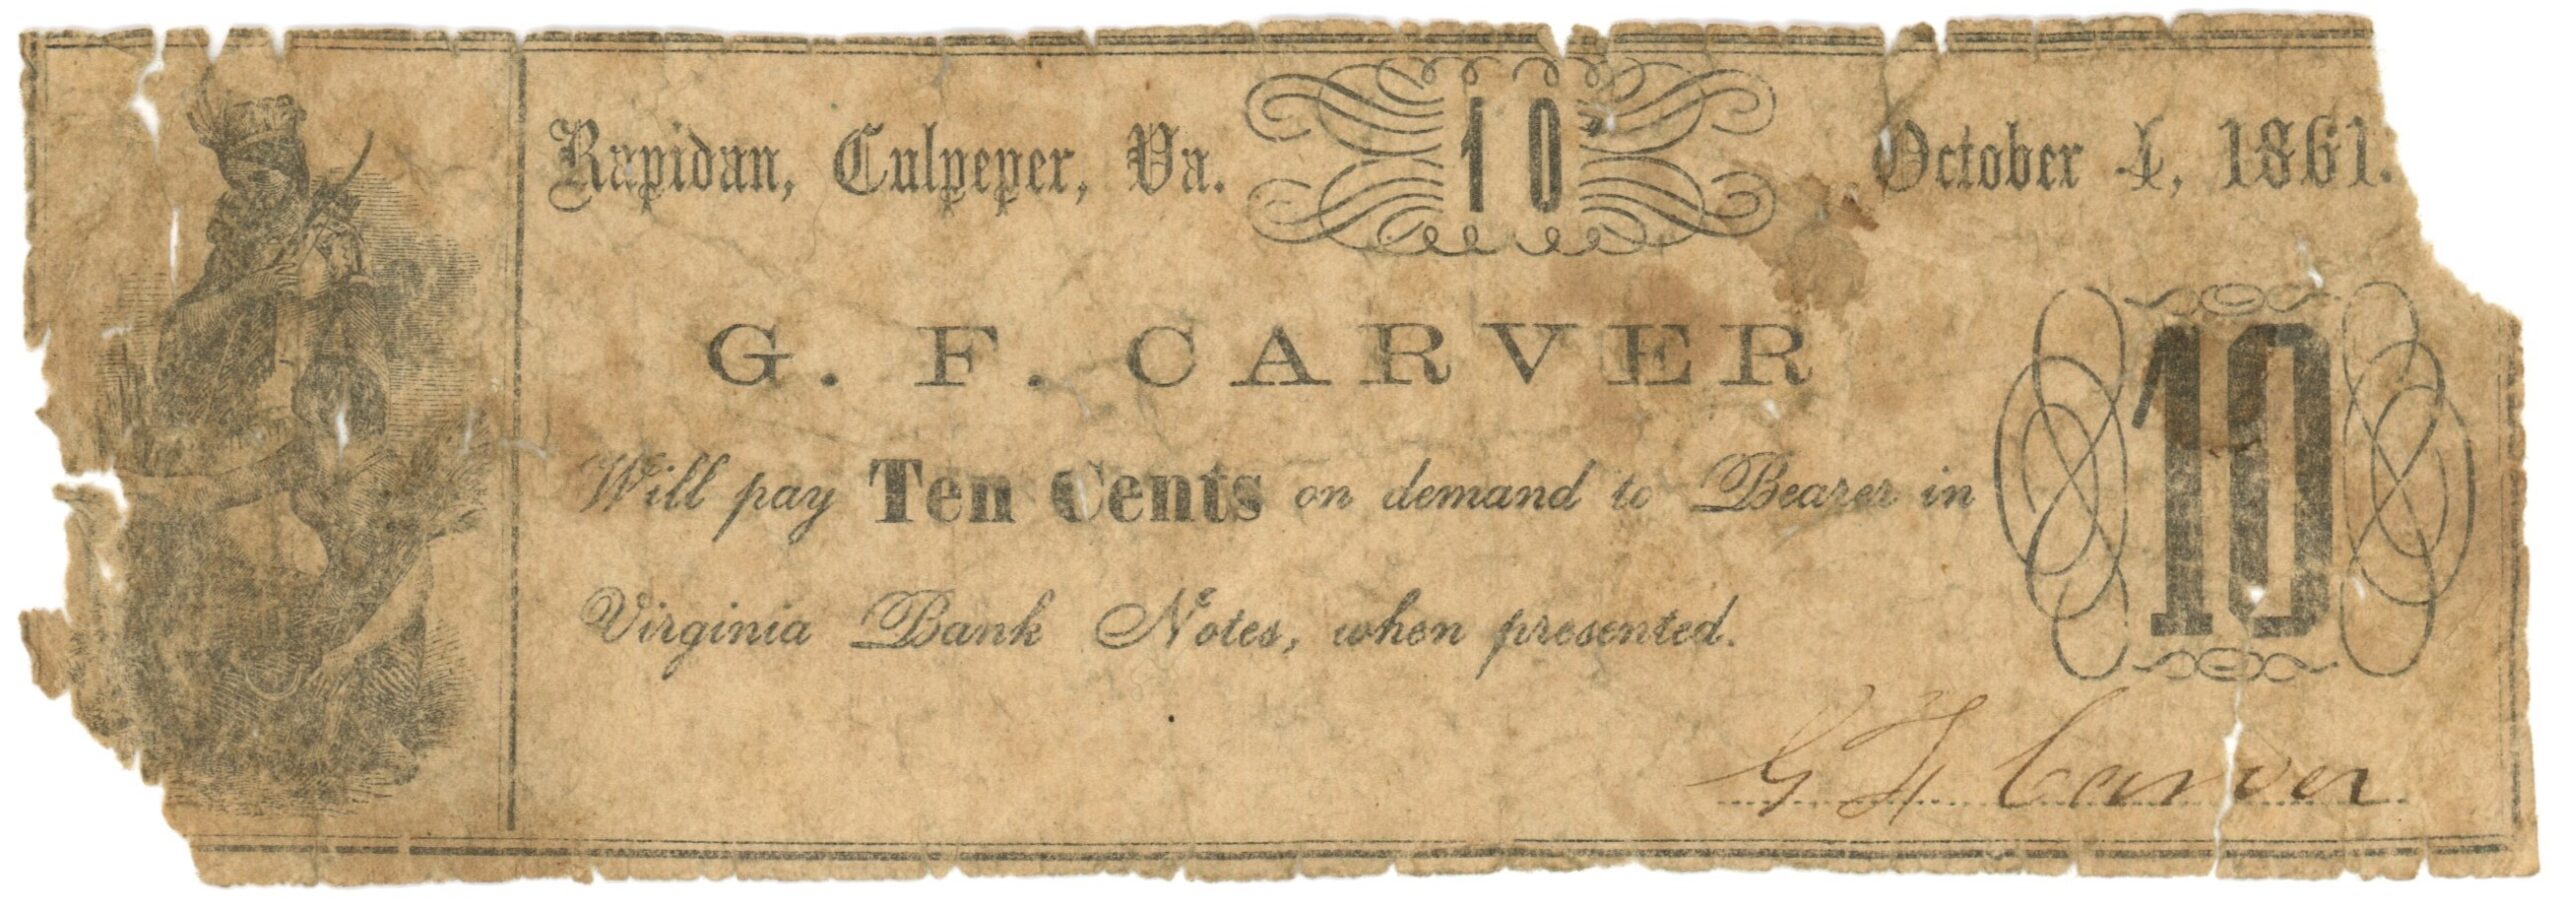 Rapidan, Culpeper, Va. 10 October 4, 1861.
G. F. CARVER
Will pay Ten Cents on demand to Bearer in
10
Virginia Bank Notes, when presented.
G F Carver